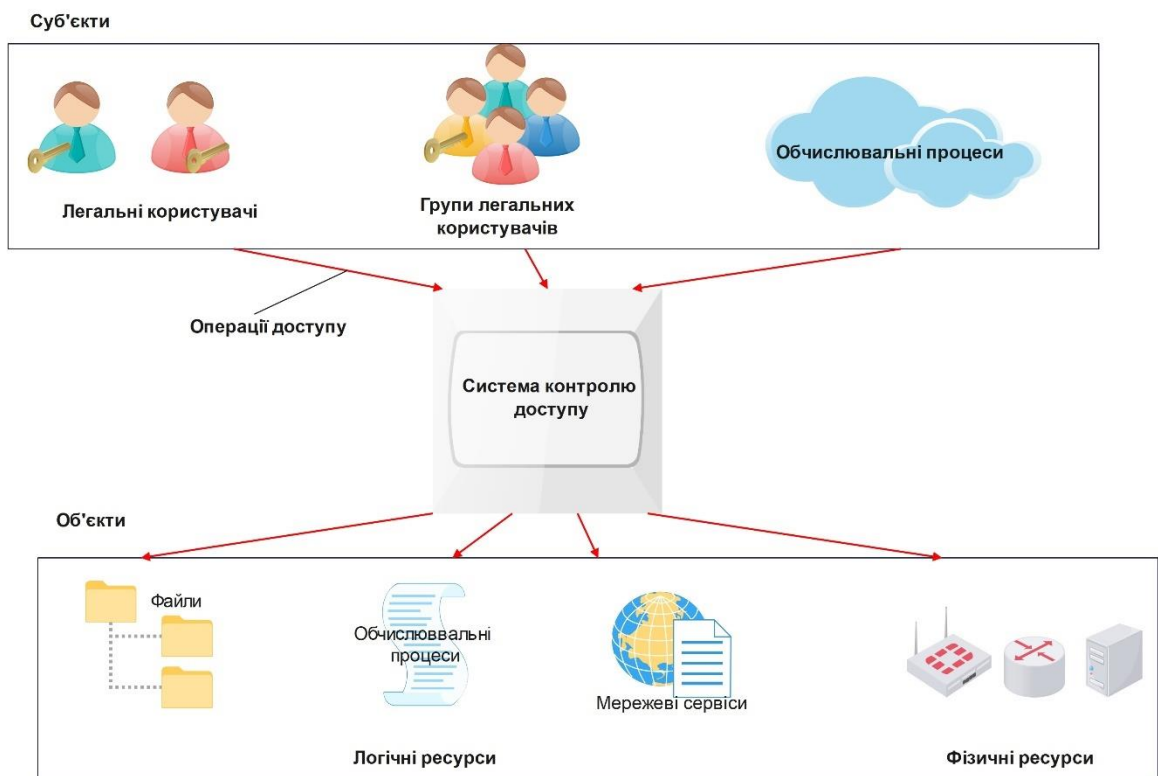 Суб'єкти
Легальні користувачі
Групи легальних
користувачів
Обчислювальні процеси
Операції доступу
Система контролю
доступу
Об'єкти
Файли
Обчислюввальні
процеси
Мережеві сервіси
Логічні ресурси
Фізичні ресурси